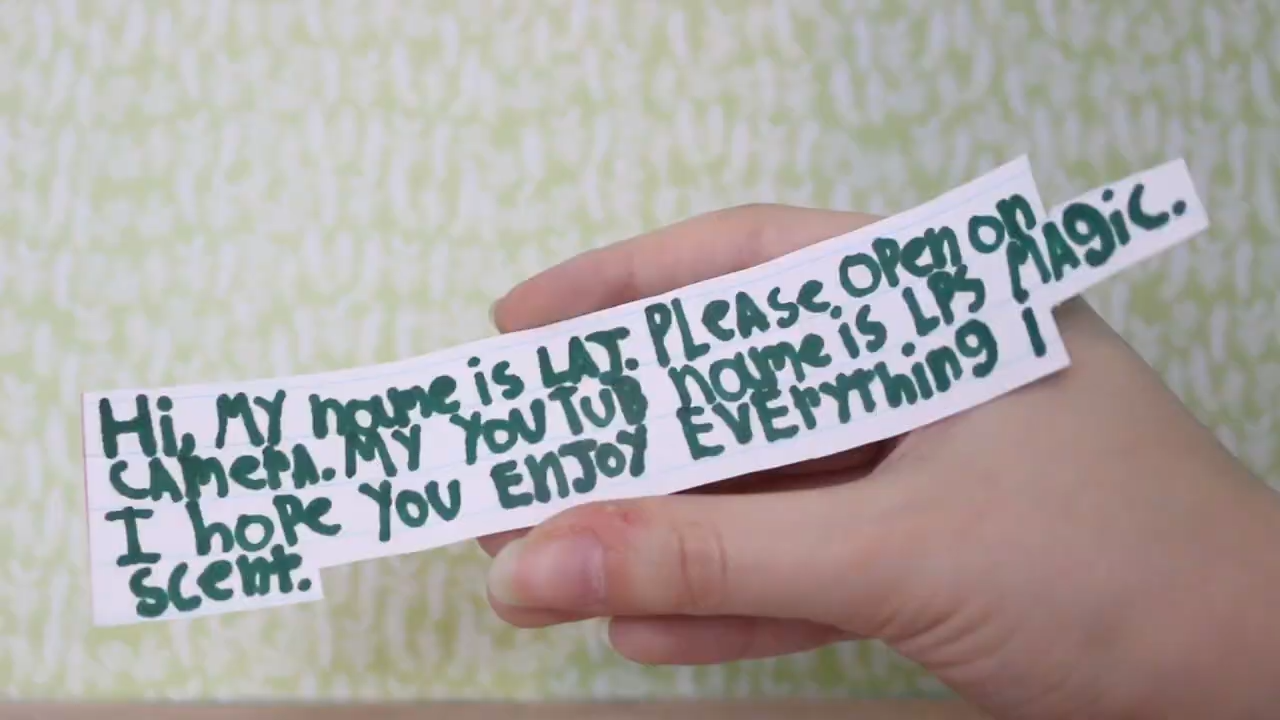 Hi, MY name is LAJ. PLEASE OPEN on
CAMERA. MY YOUTUB name is LPS MAgic.
I hope YOU ENJOY EVERYThing I
scent.